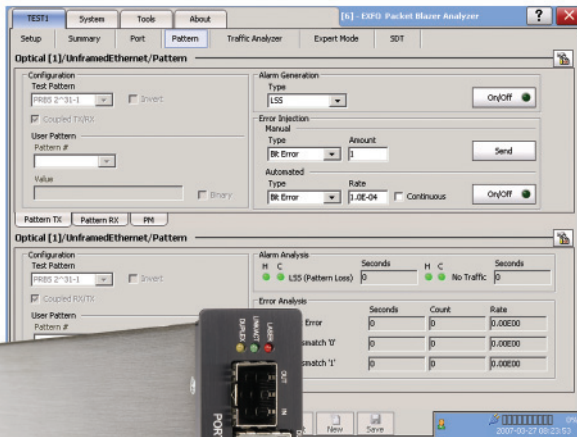 TEST1 System Tools About [6] - EXFO Packet Blazer Analyzer ? X
Setup Summary Port Pattern Traffic Analyzer Expert Mode SDT
Optical [1]/UnframedEthernet/Pattern
Configuration
Test Pattern
PRBS 2^31-1 Invert
Coupled TX/RX
User Pattern
Pattern #
Value
Binary
Alarm Generation
Type
LSS On/Off
Error Injection
Manual
Type Amount
Bit Error 1 Send
Automated
Type Rate
Bit Error 1.0E-04 Continuous On/Off
Pattern TX Pattern RX PM
Optical [1]/UnframedEthernet/Pattern
Configuration
Test Pattern
PRBS 2^31-1 Invert
Coupled RX/TX
User Pattern
Pattern #
Alarm Analysis
H C Seconds H C Seconds
LSS (Pattern Loss) 0 No Traffic 0
Error Analysis
Seconds Count Rate
Error 0 0 0.00E00
smatch '0' 0 0 0.00E00
smatch '1' 0 0 0.00E00
DUPLEX
LINK/ACT
LASER
OUT
IN
PORT
New Save
0%
2007-03-27 08:23:53